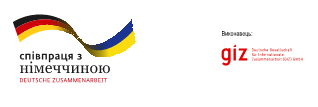 співпраця з
німеччиною
DEUTSCHE ZUSAMMENARBEIT
Виконавець:
giz
Deutsche Gesellschaft
für Internationale
Zusammenarbeit (GIZ) GmbH